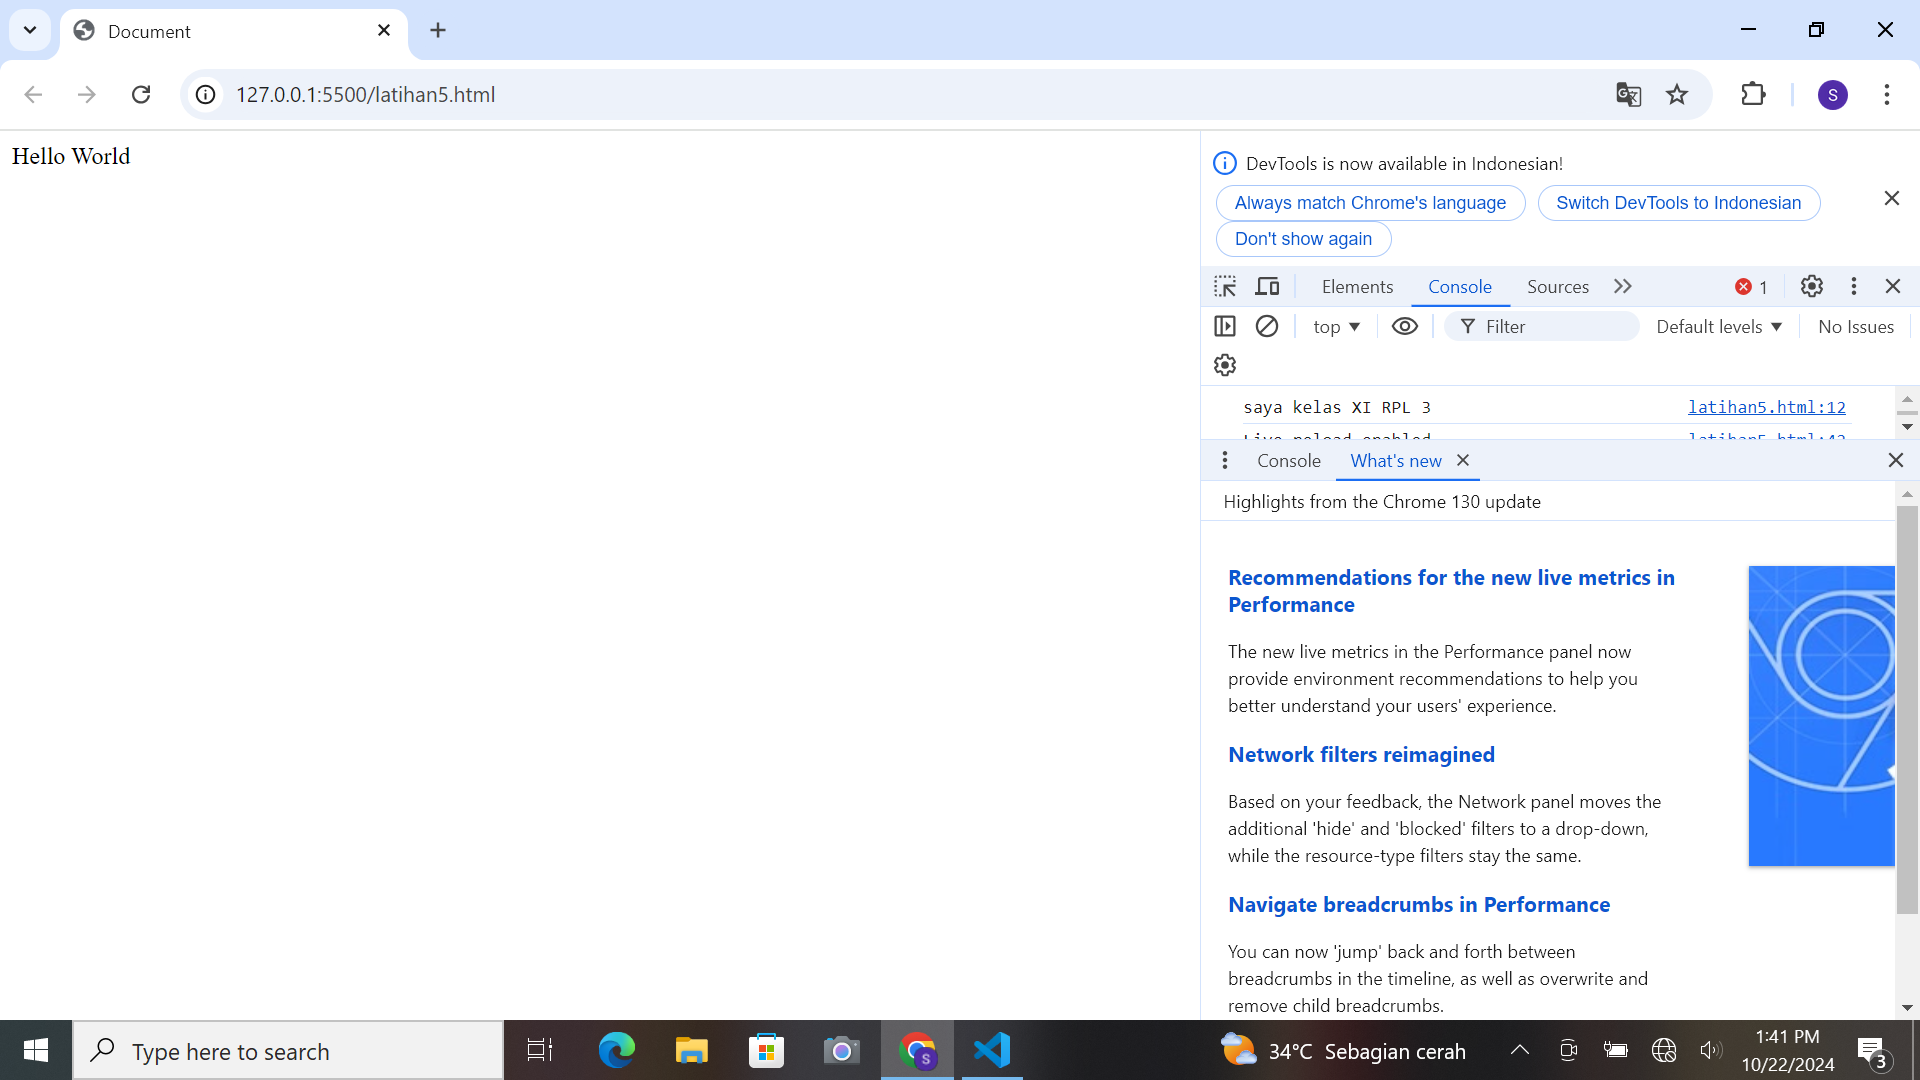 Document
127.0.0.1:5500/latihan5.html
S
Hello World
DevTools is now available in Indonesian!
Always match Chrome's language
Switch DevTools to Indonesian
Don't show again
Elements
Console
Sources
1
top
Filter
Default levels
No Issues
saya kelas XI RPL 3
latihan5.html:12
Live reload enabled.
latihan5.html:42
Console
What's new
Highlights from the Chrome 130 update
Recommendations for the new live metrics in
Performance
The new live metrics in the Performance panel now
provide environment recommendations to help you
better understand your users' experience.
Network filters reimagined
Based on your feedback, the Network panel moves the
additional 'hide' and 'blocked' filters to a drop-down,
while the resource-type filters stay the same.
Navigate breadcrumbs in Performance
You can now 'jump' back and forth between
breadcrumbs in the timeline, as well as overwrite and
remove child breadcrumbs.
Type here to search
S
34°C Sebagian cerah
1:41 PM
10/22/2024
3